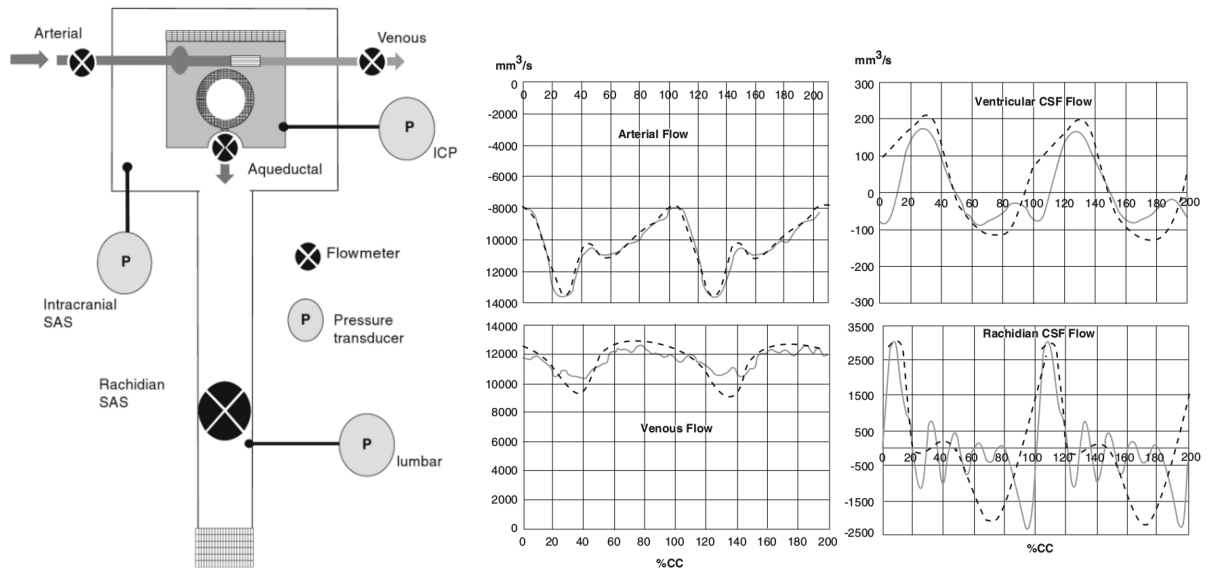 Arterial
Venous
P
ICP
Aqueductal
P
Intracranial
SAS
Flowmeter
P
Pressure
transducer
Rachidian
SAS
P
lumbar
mm³/s
0
0 20 40 60 80 100 120 140 160 180 200
-2000
Arterial Flow
-4000
-6000
-8000
10000
12000
14000
14000
12000
10000
8000
6000
Venous Flow
4000
2000
0
0 20 40 60 80 100 120 140 160 180 200
%CC
mm³/s
300
Ventricular CSF Flow
200
100
0
0 20 40 60 80 100 120 140 160 180 200
-100
-200
-300
3500
Rachidian CSF Flow
2500
1500
500
0 20 40 60 80 100 120 140 160 180 200
-500
-1500
-2500
%CC